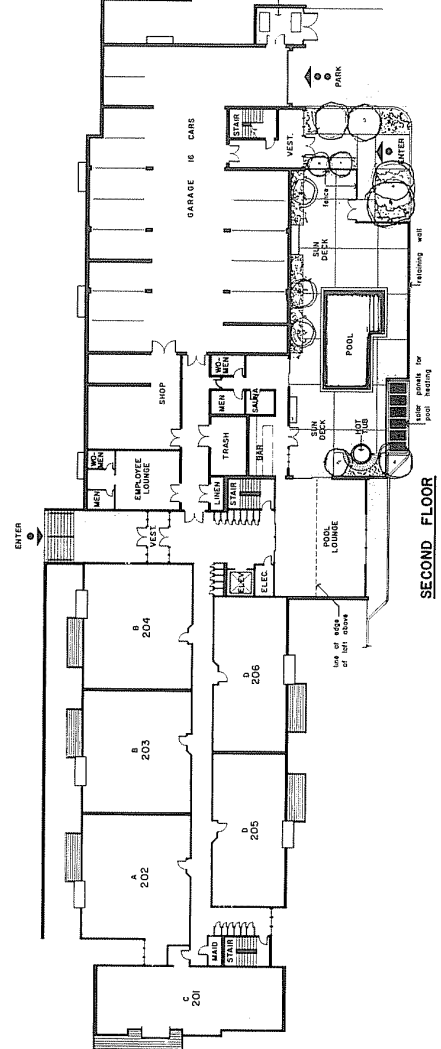 SECOND FLOOR
C
201
A
202
B
203
B
204
D
205
D
206
MAID
STAIR
ENTER
VEST.
MEN
WO-
MEN
EMPLOYEE
LOUNGE
SHOP
LINEN
TRASH
STAIR
ELEV.
ELEC.
MEN
WO-
MEN
SAUNA
BAR
POOL
LOUNGE
line of edge
of loft above
SUN
DECK
HOT
TUB
POOL
SUN
DECK
solar panels for
pool heating
retaining wall
fence
ENTER
GARAGE 16 CARS
STAIR
VEST.
PARK